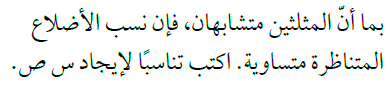 بما أنّ المثلثين متشابهان، فإن نسب الأضلاع
المتناظرة متساوية. اكتب تناسبًا لإيجاد س ص.